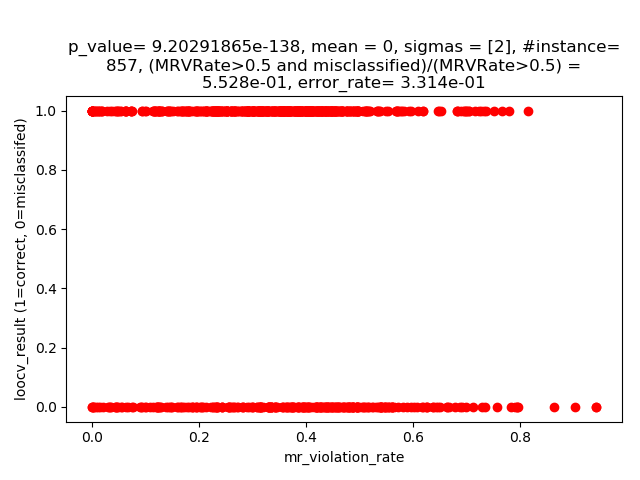 p_value= 9.20291865e-138, mean = 0, sigmas = [2], #instance=
857, (MRVRate>0.5 and misclassified)/(MRVRate>0.5) =
5.528e-01, error_rate= 3.314e-01
loocv_result (1=correct, 0=misclassifed)
1.0
0.8
0.6
0.4
0.2
0.0
0.0 0.2 0.4 0.6 0.8
mr_violation_rate